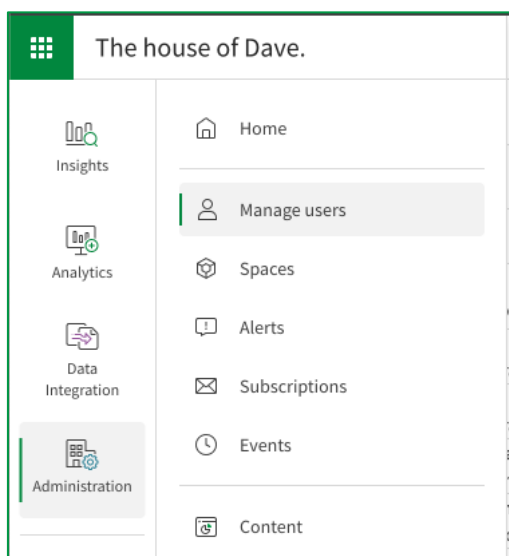 The house of Dave.
Insights
Analytics
Data
Integration
Administration
Home
Manage users
Spaces
Alerts
Subscriptions
Events
Content